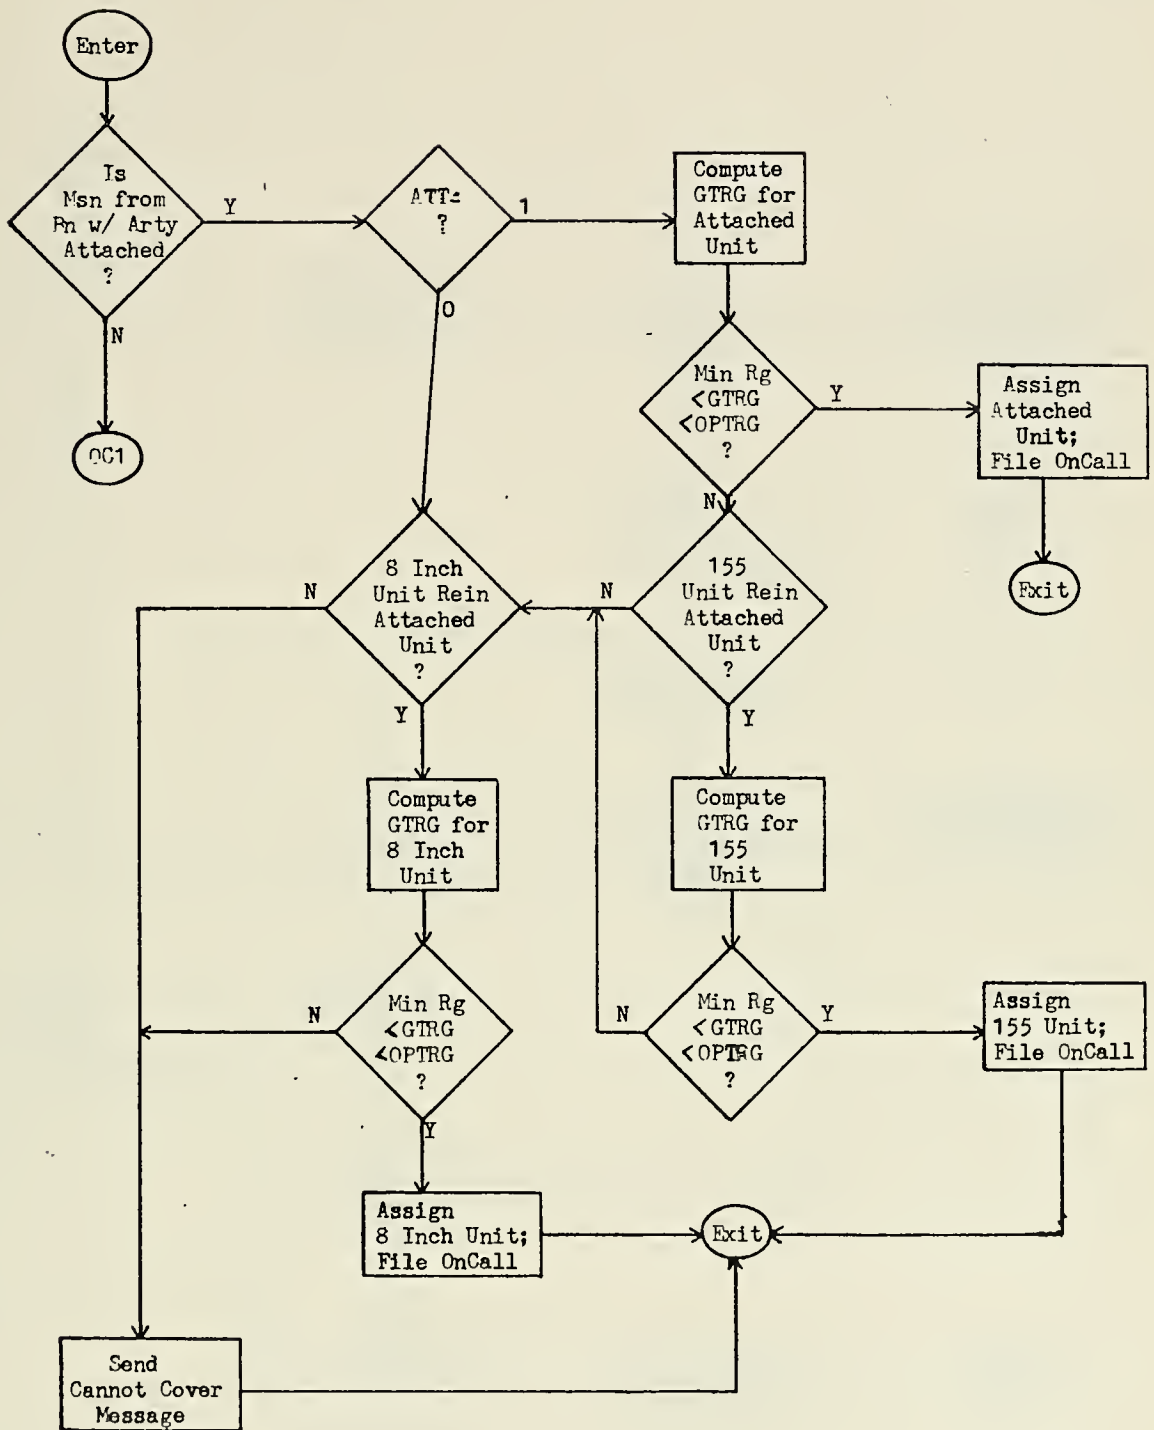 Enter
Is
Msn from
Bn w/ Arty
Attached
?
Y
N
OC1
ATT=
?
1
0
Compute
GTRG for
Attached
Unit
Min Rg
<GTRG
<OPTRG
?
Y
N
Assign
Attached
Unit;
File OnCall
Exit
8 Inch
Unit Rein
Attached
Unit
?
N
Y
155
Unit Rein
Attached
Unit
?
N
Y
Compute
GTRG for
8 Inch
Unit
Compute
GTRG for
155
Unit
Min Rg
<GTRG
<OPTRG
?
N
Y
Min Rg
<GTRG
<OPTRG
?
N
Y
Assign
155 Unit;
File OnCall
Assign
8 Inch Unit;
File OnCall
Exit
Send
Cannot Cover
Message